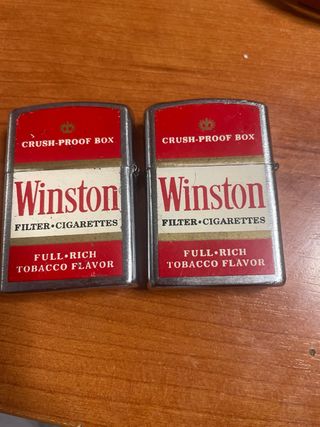 CRUSH-PROOF BOX
Winston
FILTER·CIGARETTES
FULL·RICH
TOBACCO FLAVOR
CRUSH-PROOF BOX
Winston
FILTER·CIGARETTES
FULL·RICH
TOBACCO FLAVOR